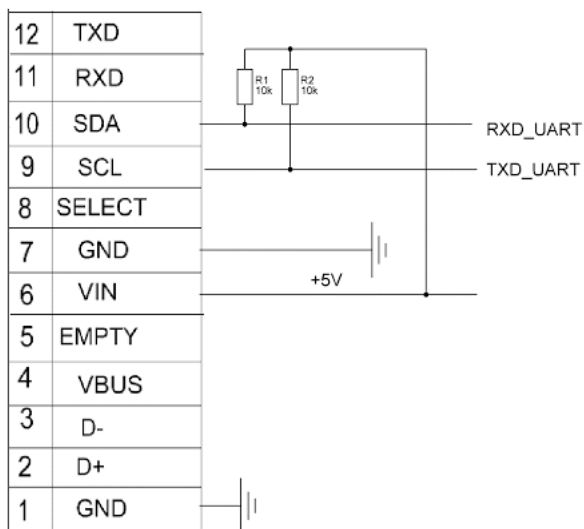 12 TXD
11 RXD
R1 10k
R2 10k
10 SDA
RXD_UART
9 SCL
TXD_UART
8 SELECT
7 GND
+5V
6 VIN
5 EMPTY
4 VBUS
3 D-
2 D+
1 GND